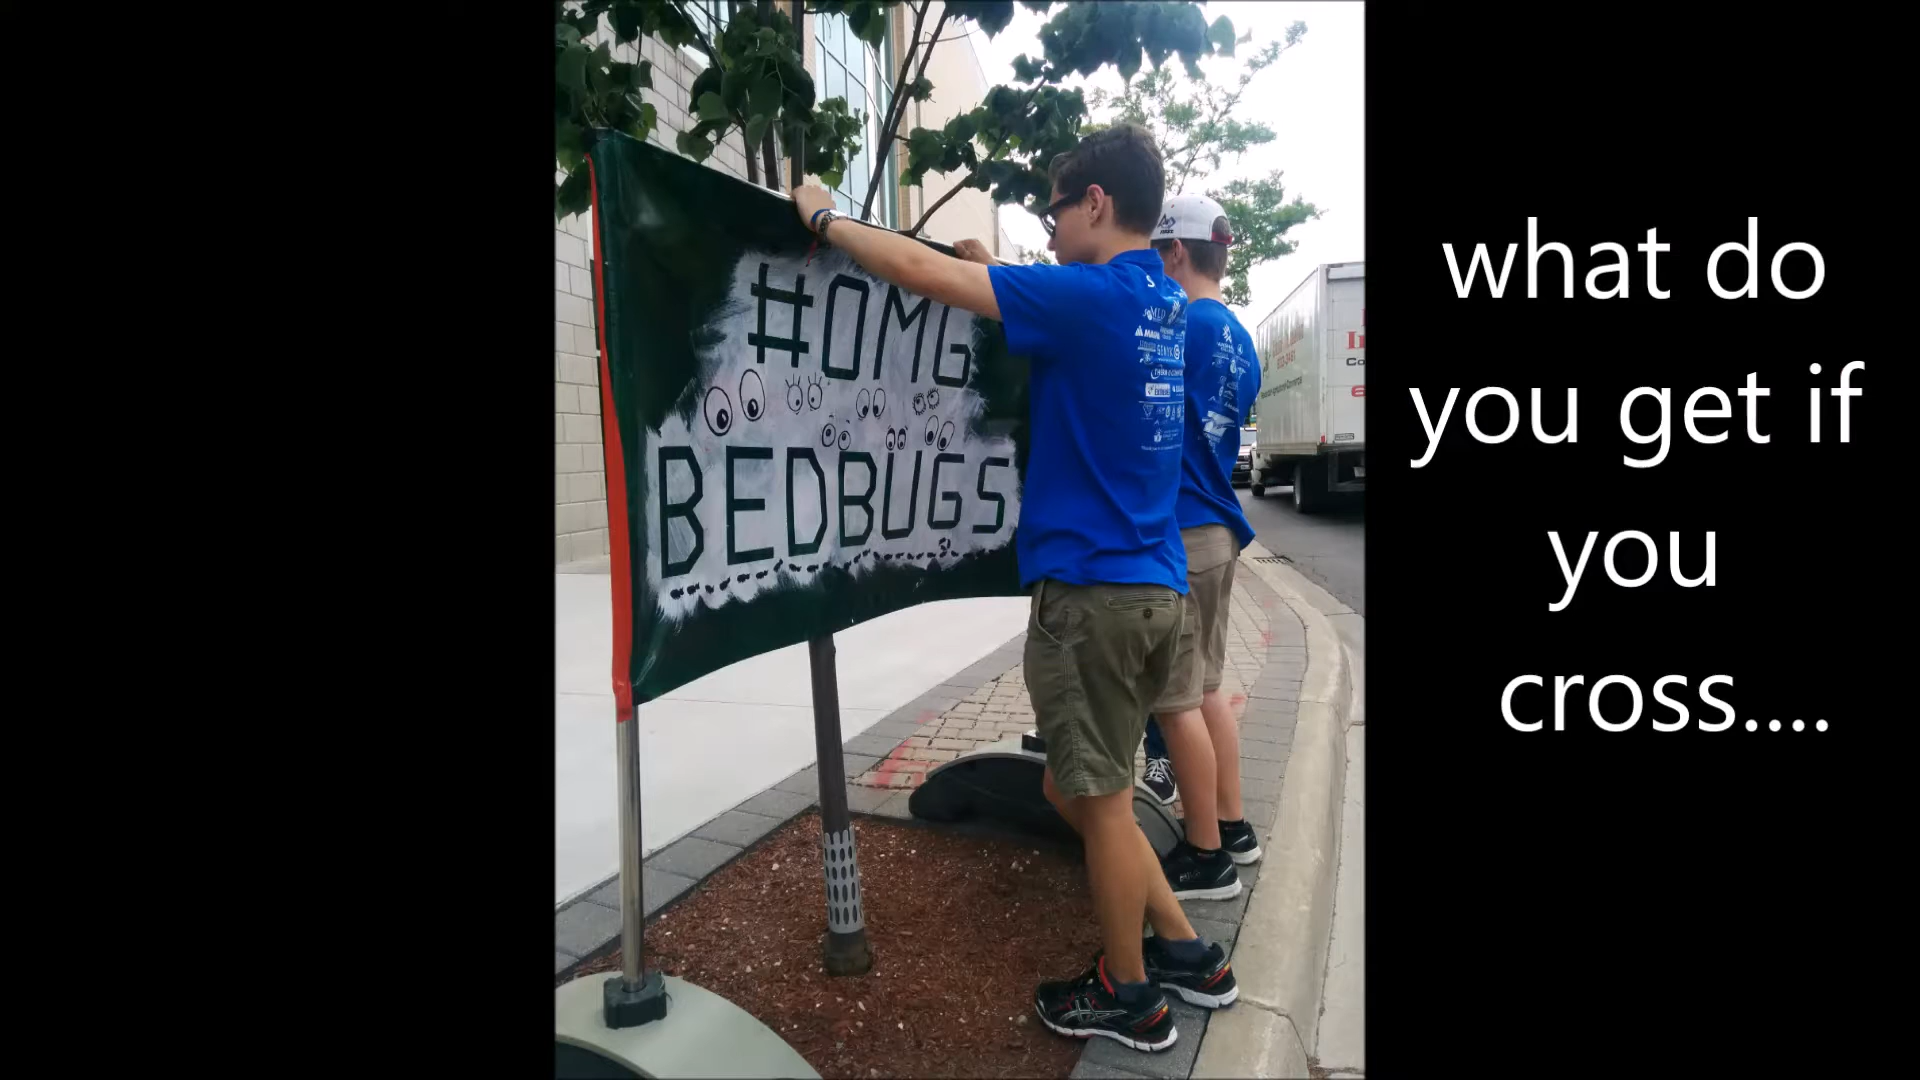 #OMG
BEDBUGS
what do
you get if
you
cross....